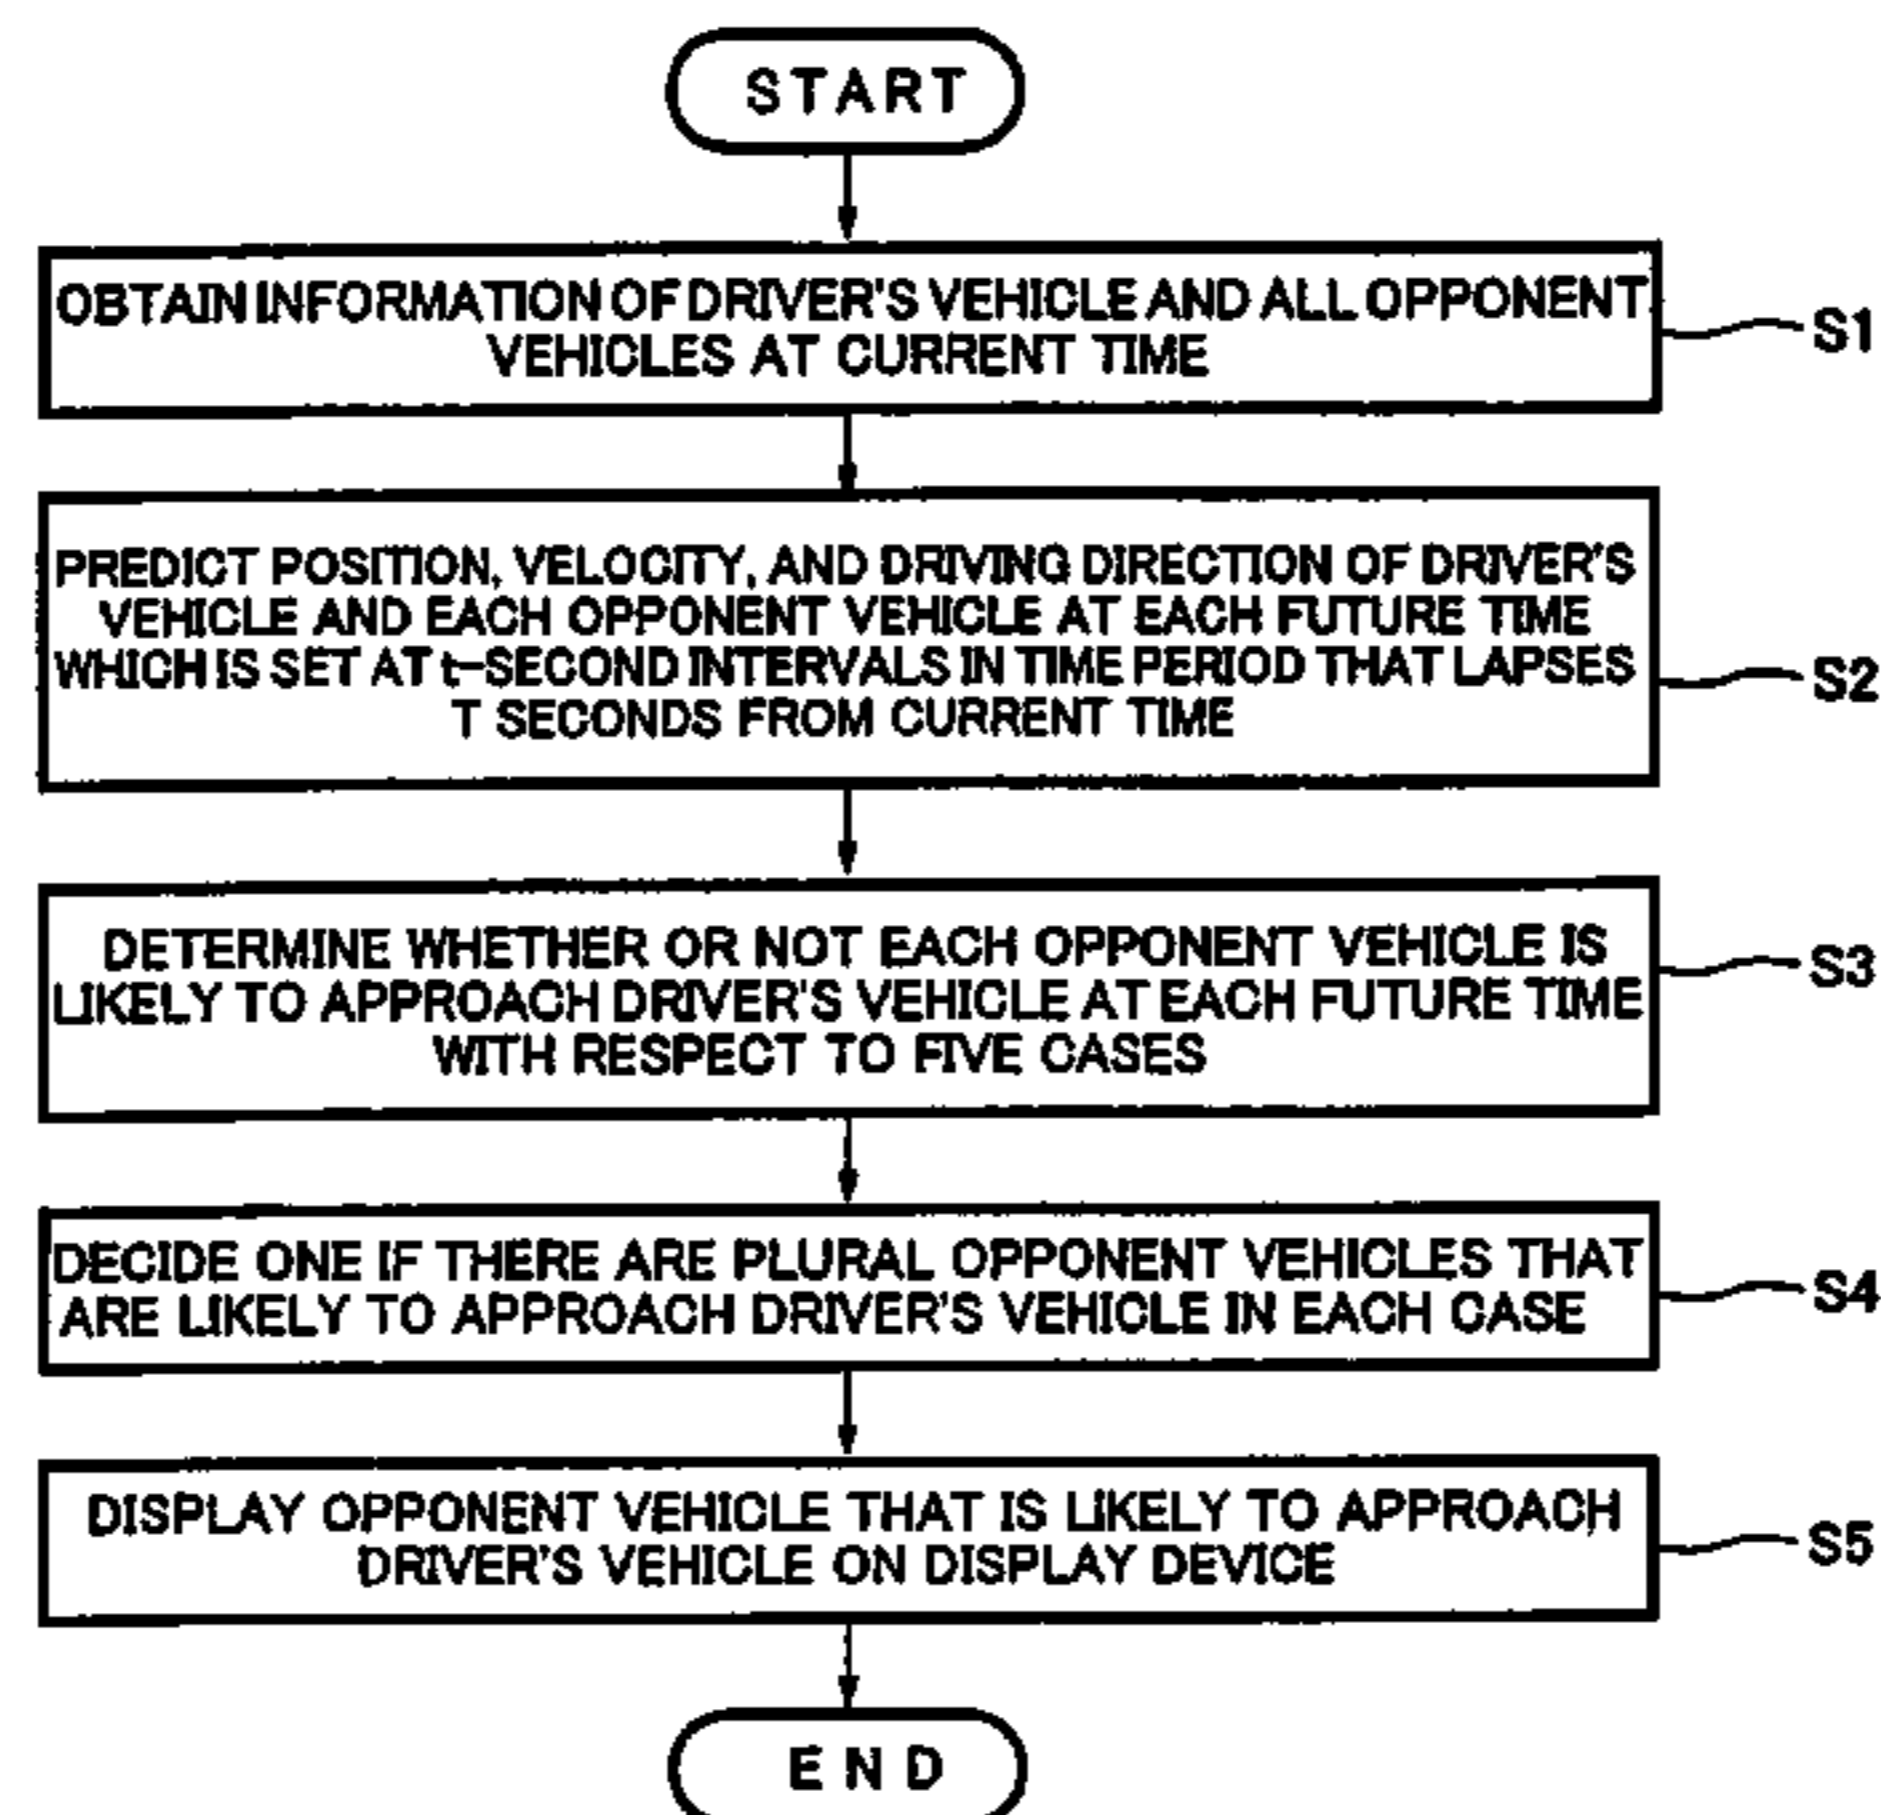 START
OBTAIN INFORMATION OF DRIVER'S VEHICLE AND ALL OPPONENT
VEHICLES AT CURRENT TIME
S1
PREDICT POSITION, VELOCITY, AND DRIVING DIRECTION OF DRIVER'S
VEHICLE AND EACH OPPONENT VEHICLE AT EACH FUTURE TIME
WHICH IS SET AT t-SECOND INTERVALS IN TIME PERIOD THAT LAPSES
T SECONDS FROM CURRENT TIME
S2
DETERMINE WHETHER OR NOT EACH OPPONENT VEHICLE IS
LIKELY TO APPROACH DRIVER'S VEHICLE AT EACH FUTURE TIME
WITH RESPECT TO FIVE CASES
S3
DECIDE ONE IF THERE ARE PLURAL OPPONENT VEHICLES THAT
ARE LIKELY TO APPROACH DRIVER'S VEHICLE IN EACH CASE
S4
DISPLAY OPPONENT VEHICLE THAT IS LIKELY TO APPROACH
DRIVER'S VEHICLE ON DISPLAY DEVICE
S5
END